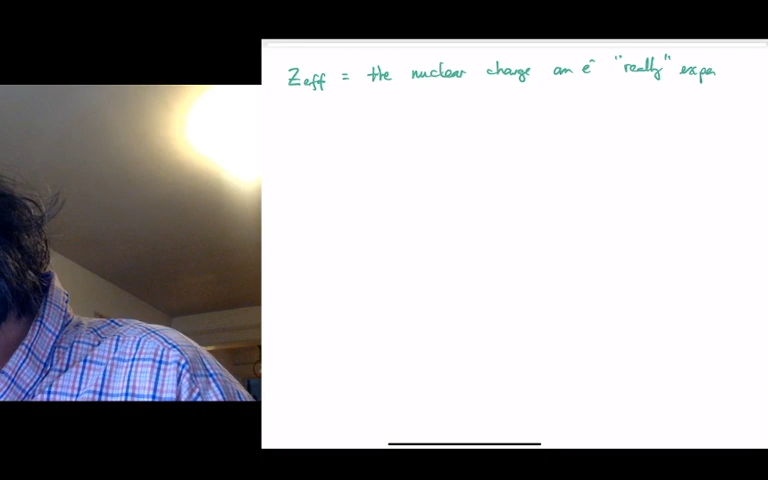 Zeff = the nuclear charge an e⁻ "really" expe